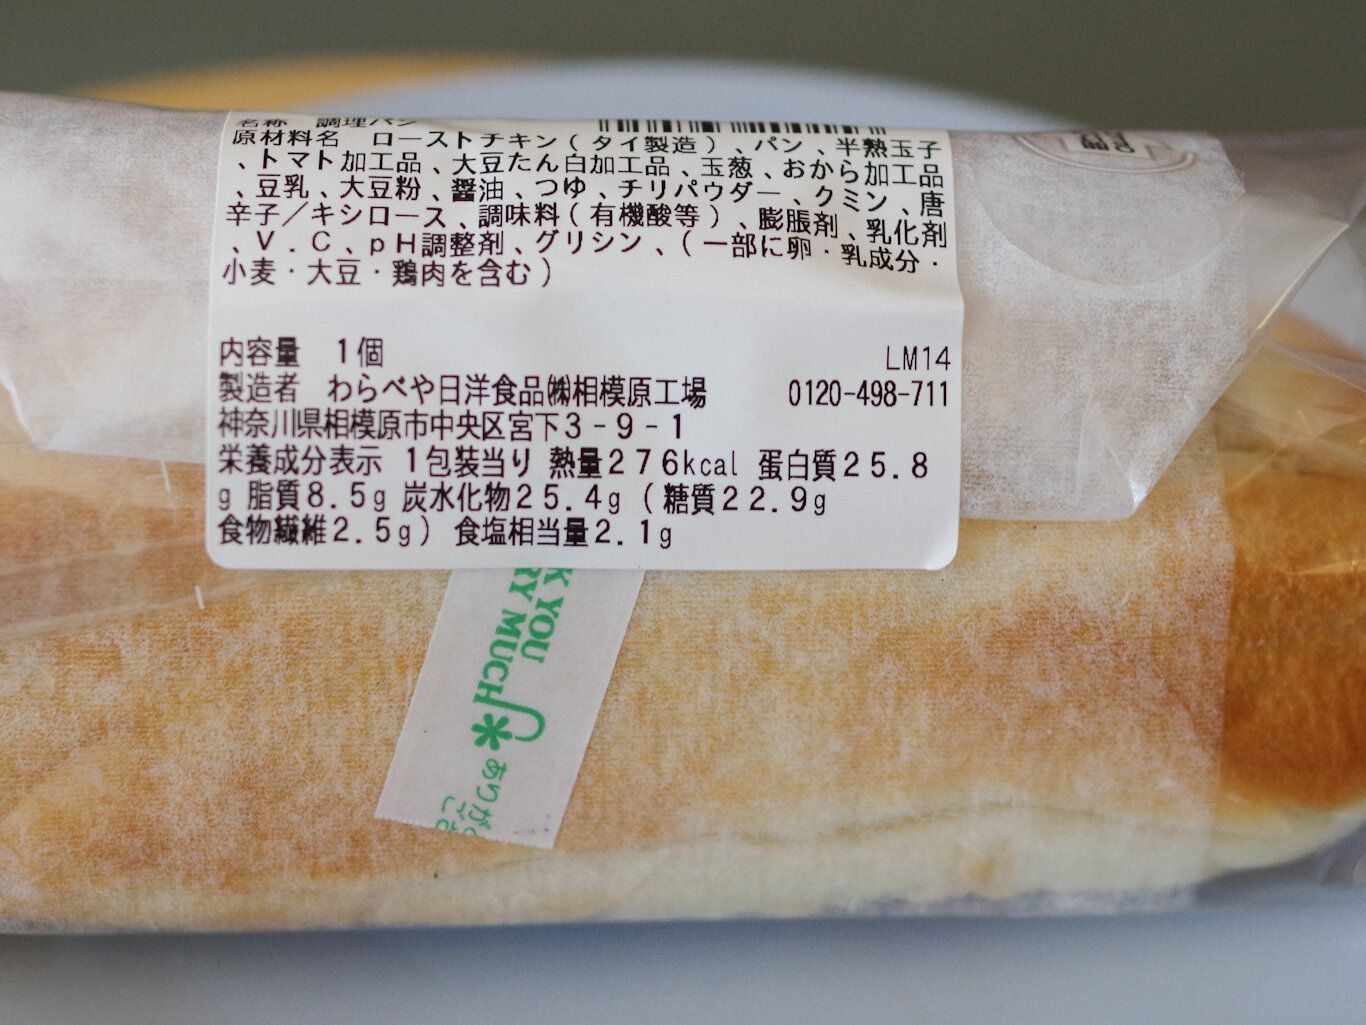 名称　調理パン
原材料名　ローストチキン（タイ製造）、パン、半熟玉子
、トマト加工品、大豆たん白加工品、玉葱、おから加工品
、豆乳、大豆粉、醤油、つゆ、チリパウダー、クミン、唐
辛子／キシロース、調味料（有機酸等）、膨脹剤、乳化剤
、Ｖ．Ｃ、ｐＨ調整剤、グリシン、（一部に卵・乳成分・
小麦・大豆・鶏肉を含む）
内容量　１個　LM14
製造者　わらべや日洋食品㈱相模原工場　0120-498-711
神奈川県相模原市中央区宮下３－９－１
栄養成分表示　１包装当り 熱量２７６kcal 蛋白質２５.８
g 脂質８.５g 炭水化物２５.４g（糖質２２.９g
食物繊維２.５g） 食塩相当量２.１g
K YOU
RY MUCH
ありがと
ござ